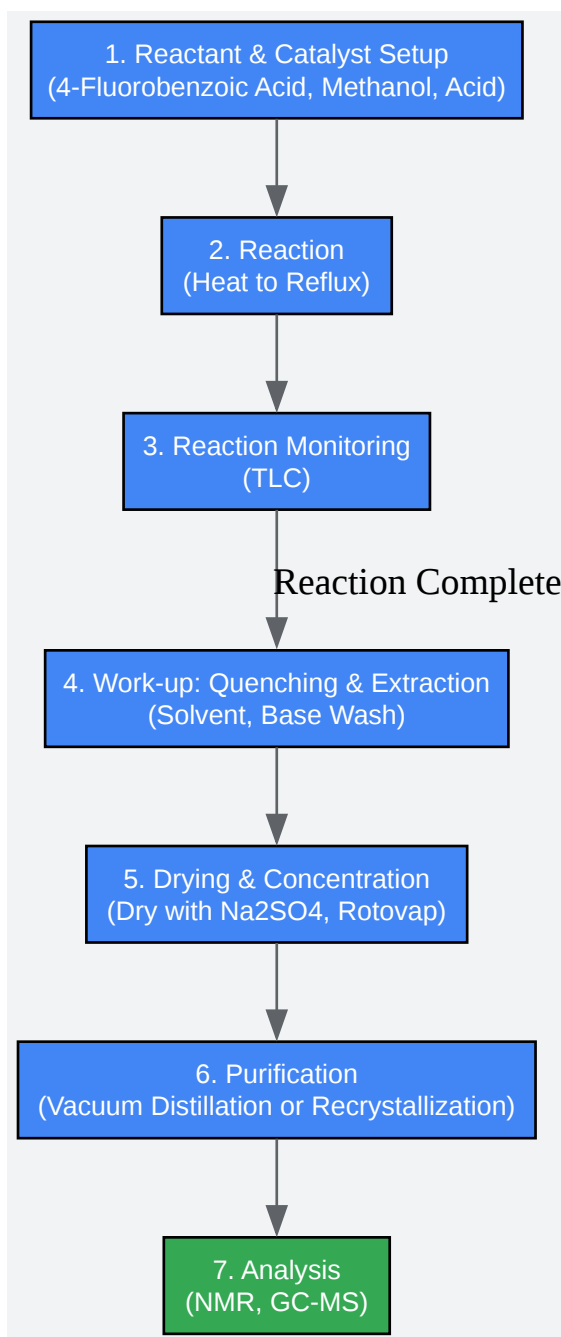 1. Reactant & Catalyst Setup
(4-Fluorobenzoic Acid, Methanol, Acid)
2. Reaction
(Heat to Reflux)
3. Reaction Monitoring
(TLC)
Reaction Complete
4. Work-up: Quenching & Extraction
(Solvent, Base Wash)
5. Drying & Concentration
(Dry with Na2SO4, Rotovap)
6. Purification
(Vacuum Distillation or Recrystallization)
7. Analysis
(NMR, GC-MS)